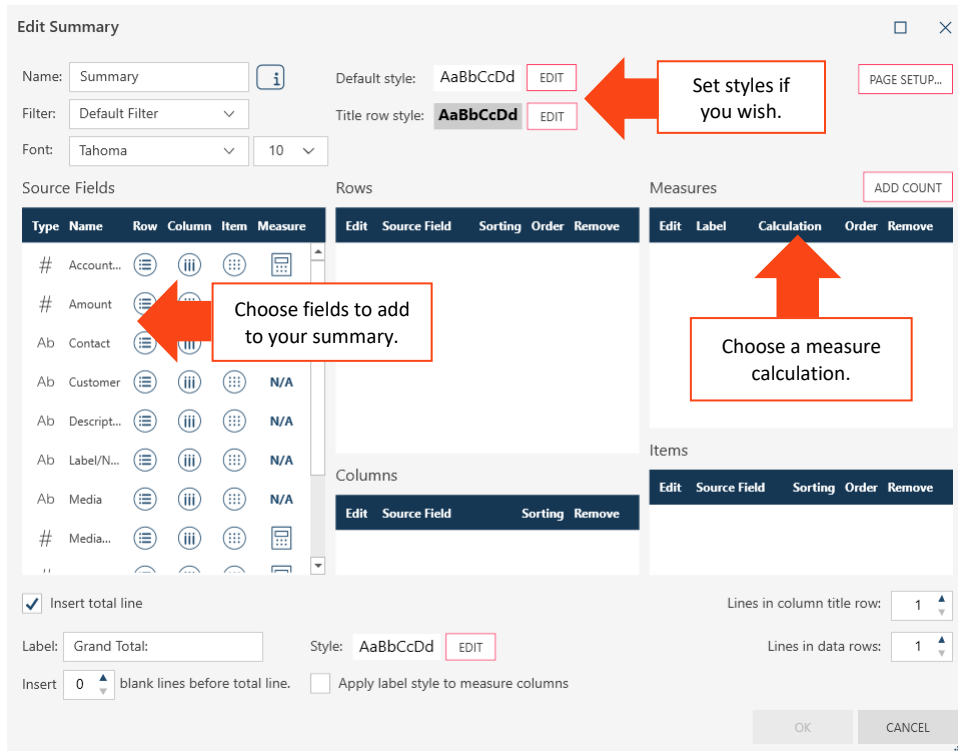 Edit Summary
Name: Summary i Default style: AaBbCcDd EDIT PAGE SETUP...
Filter: Default Filter Title row style: AaBbCcDd EDIT
Font: Tahoma 10
Set styles if
you wish.
Source Fields
Type Name Row Column Item Measure
# Account...
# Amount
Ab Contact
Ab Customer N/A
Ab Descript... N/A
Ab Label/N... N/A
Ab Media N/A
# Media...
Choose fields to add
to your summary.
Rows
Edit Source Field Sorting Order Remove
Columns
Edit Source Field Sorting Remove
Measures ADD COUNT
Edit Label Calculation Order Remove
Choose a measure
calculation.
Items
Edit Source Field Sorting Order Remove
Insert total line Lines in column title row: 1
Label: Grand Total: Style: AaBbCcDd EDIT Lines in data rows: 1
Insert 0 blank lines before total line. Apply label style to measure columns
OK CANCEL